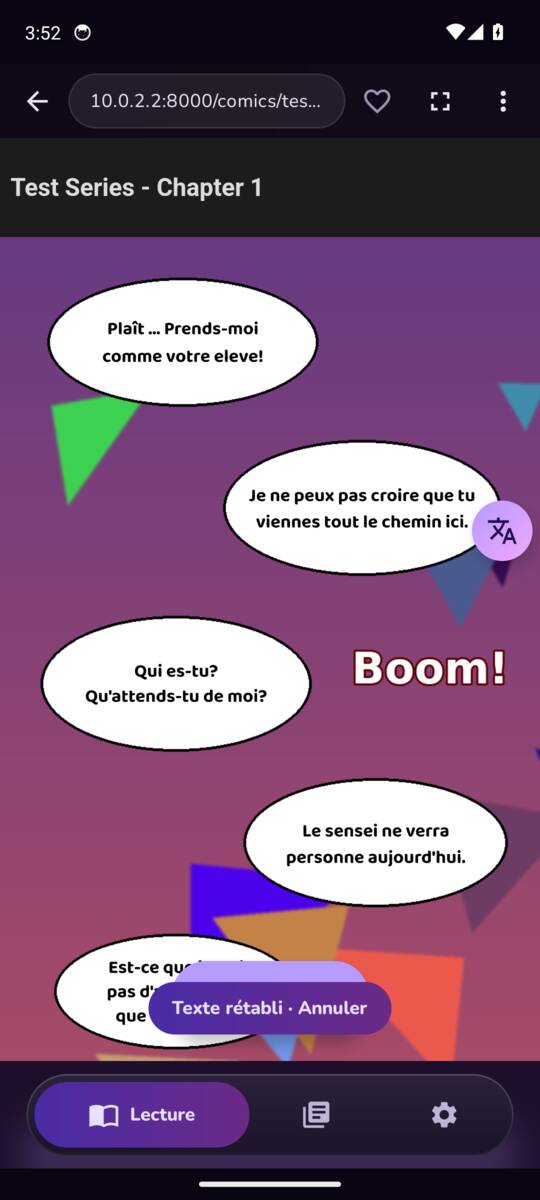 3:52
10.0.2.2:8000/comics/tes...
Test Series - Chapter 1
Plaît ... Prends-moi
comme votre eleve!
Je ne peux pas croire que tu
viennes tout le chemin ici.
Qui es-tu?
Qu'attends-tu de moi?
Boom!
Le sensei ne verra
personne aujourd'hui.
Est-ce que
pas
que
Texte rétabli · Annuler
Lecture